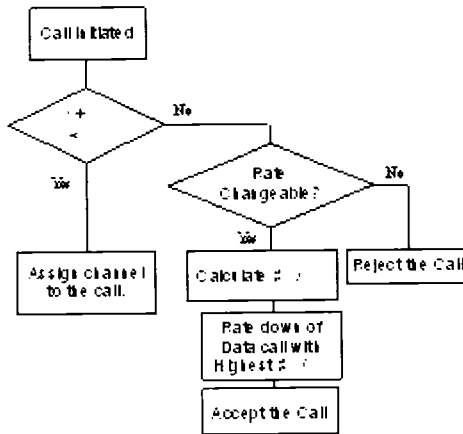 Call Initiated
+
<
No
Yes
Rate
Changeable?
No
Yes
Assign channel
to the call.
Calculate
Reject the Call
Rate down of
Data call with
Highest
Accept the Call